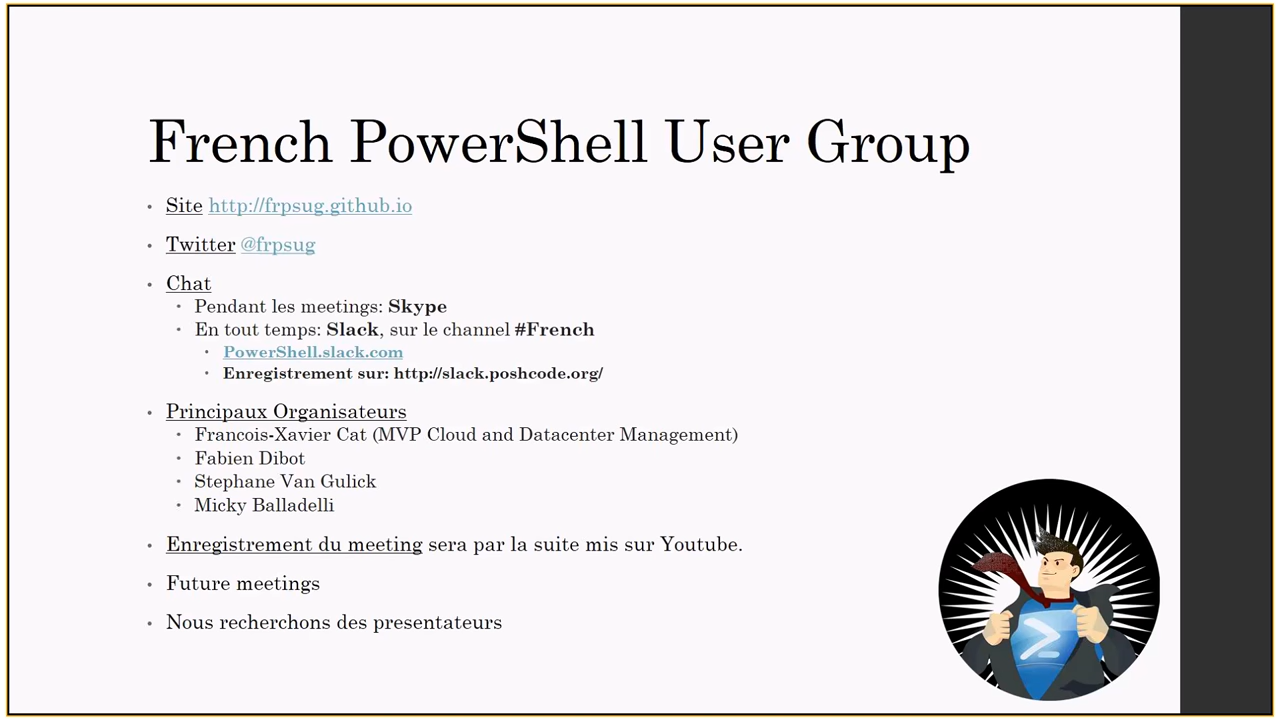 French PowerShell User Group
• Site http://frpsug.github.io
• Twitter @frpsug
• Chat
• Pendant les meetings: Skype
• En tout temps: Slack, sur le channel #French
• PowerShell.slack.com
• Enregistrement sur: http://slack.poshcode.org/
• Principaux Organisateurs
• Francois-Xavier Cat (MVP Cloud and Datacenter Management)
• Fabien Dibot
• Stephane Van Gulick
• Micky Balladelli
• Enregistrement du meeting sera par la suite mis sur Youtube.
• Future meetings
• Nous recherchons des presentateurs